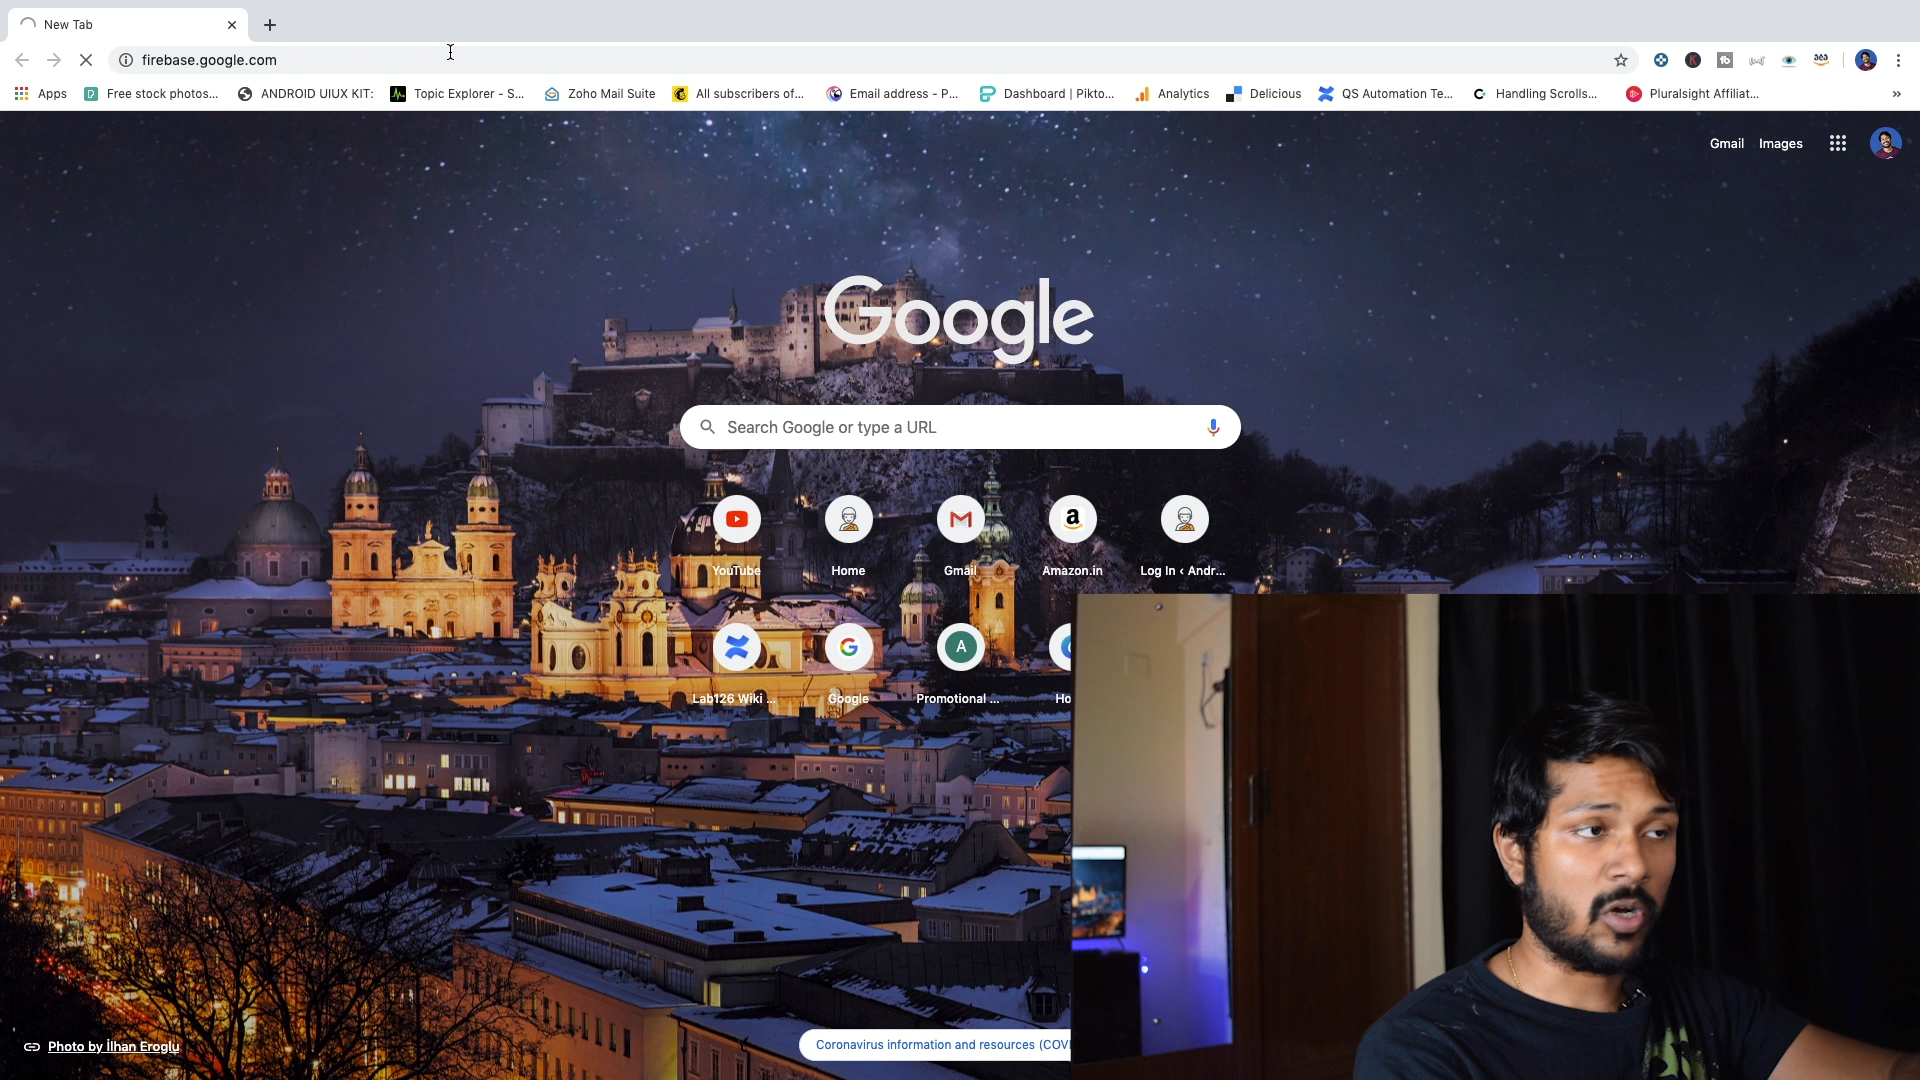 New Tab
firebase.google.com
Apps
Free stock photos...
ANDROID UIUX KIT:
Topic Explorer - S...
Zoho Mail Suite
All subscribers of...
Email address - P...
Dashboard | Pikto...
Analytics
Delicious
QS Automation Te...
Handling Scrolls...
Pluralsight Affiliat...
»
Gmail Images
Google
Search Google or type a URL
YouTube
Home
Gmail
Amazon.in
Log In ‹ Andr...
A
Lab126 Wiki ...
Google
Promotional ...
Ho
Photo by İlhan Eroglu
Coronavirus information and resources (COVI